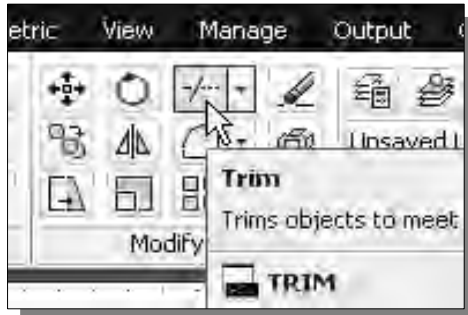 etric View Manage Output
Unsaved L
Trim
Trims objects to meet
Modify
TRIM